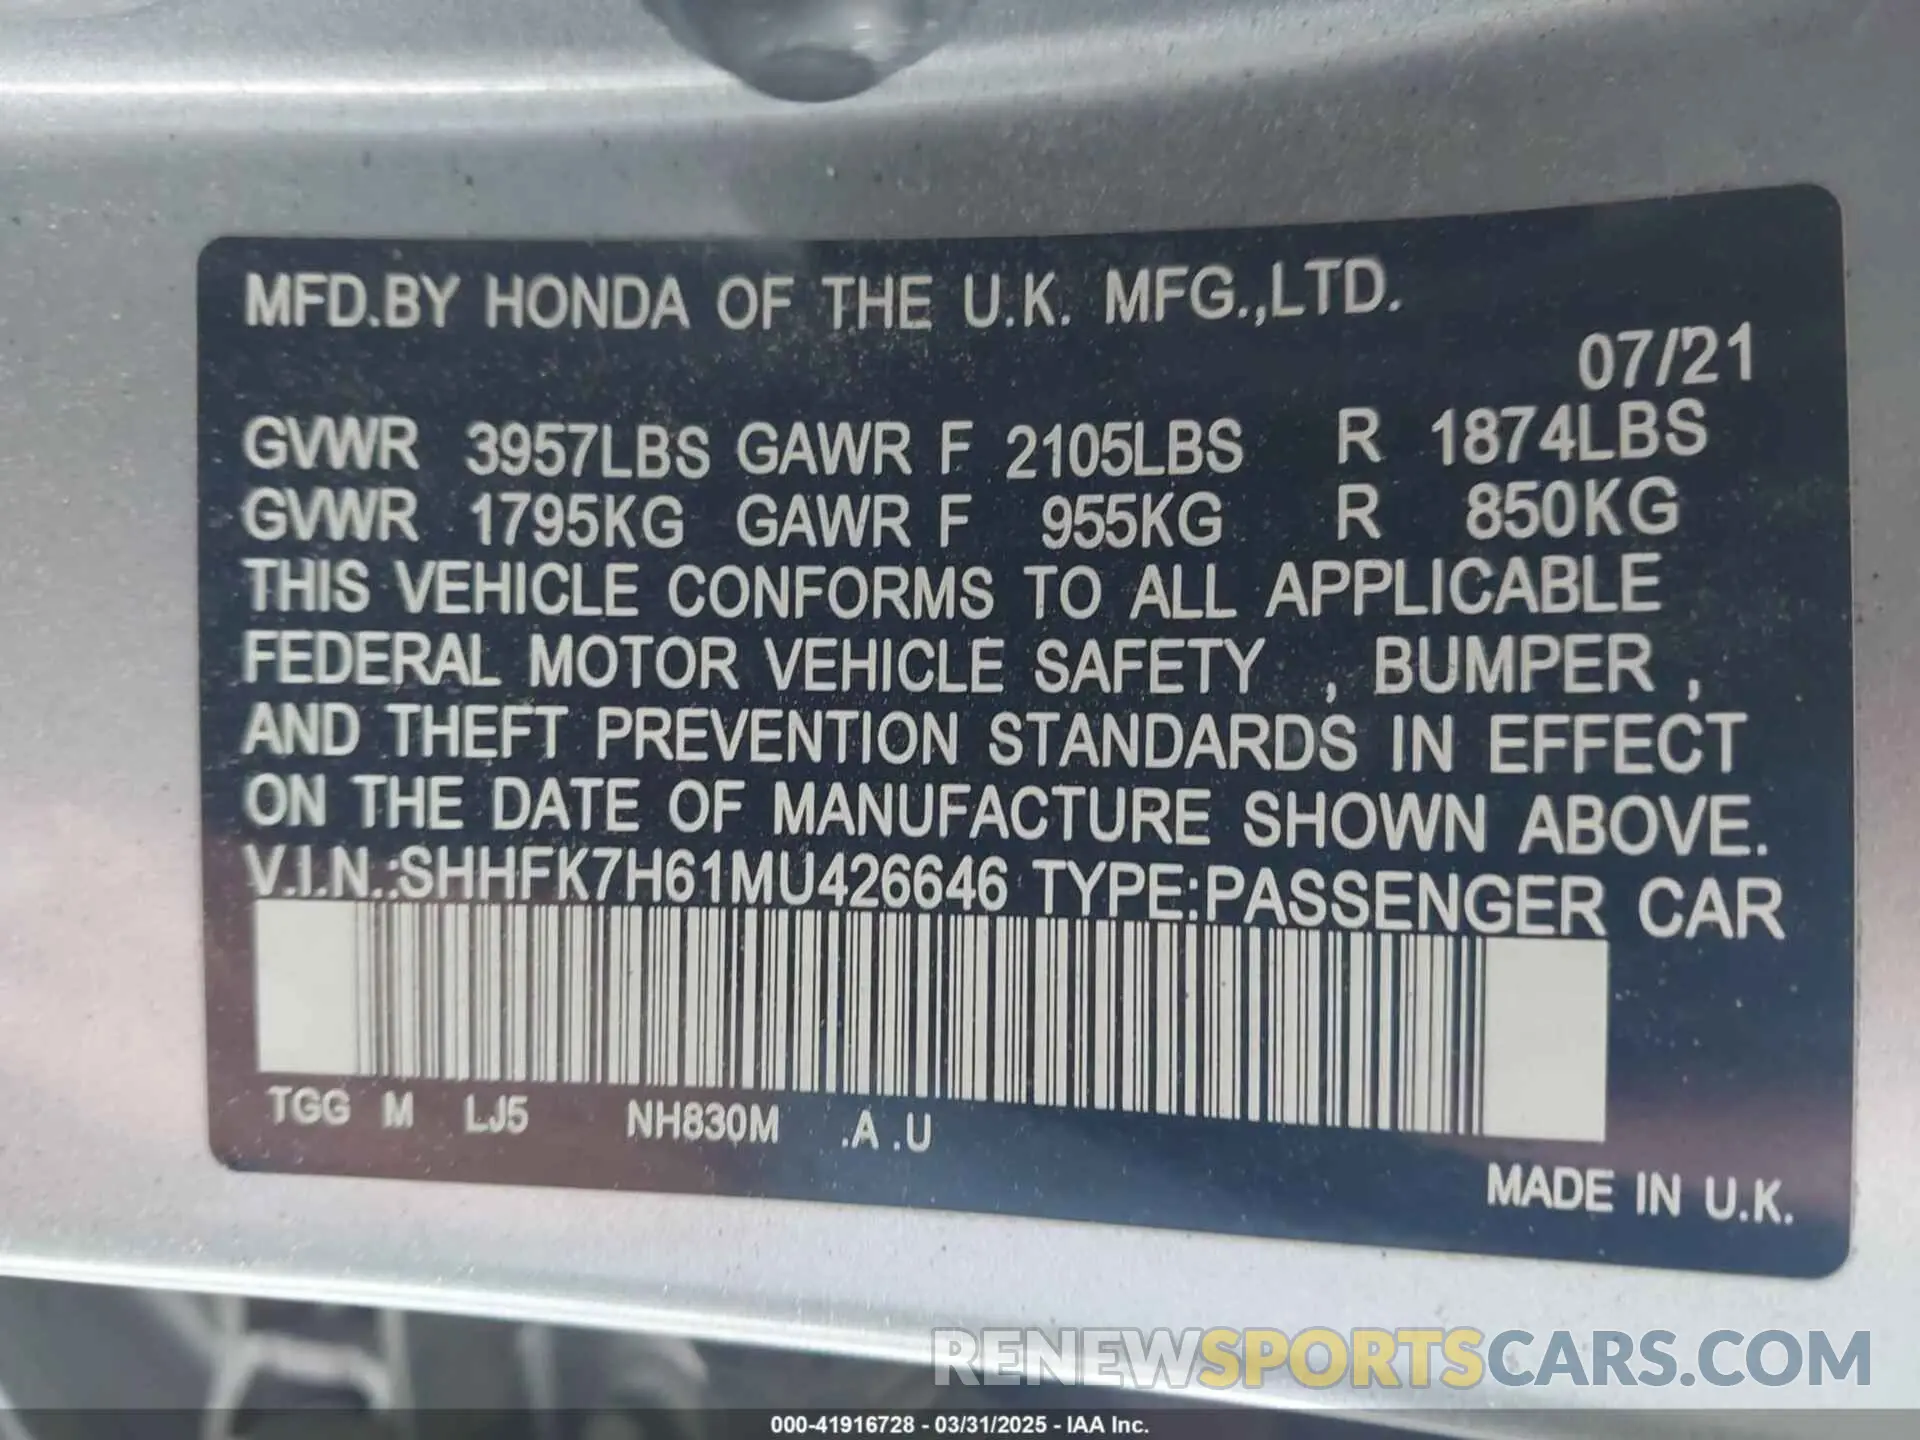 MFD.BY HONDA OF THE U.K. MFG.,LTD.
07/'21
GVWR 3957LBS GAWR F 2105LBS R 1874LBS
GVWR 1795KG GAWR F 955KG R 850KG
THIS VEHICLE CONFORMS TO ALL APPLICABLE
FEDERAL MOTOR VEHICLE SAFETY , BUMPER ,
AND THEFT PREVENTION STANDARDS IN EFFECT
ON THE DATE OF MANUFACTURE SHOWN ABOVE.
V.I.N.:SHHFK7H61MU426646 TYPE:PASSENGER CAR
TGG M LJ5 NH830M .A .U
MADE IN U.K.
RENEWSPORTSCARS.COM
000-41916728 - 03/31/2025 - IAA Inc.